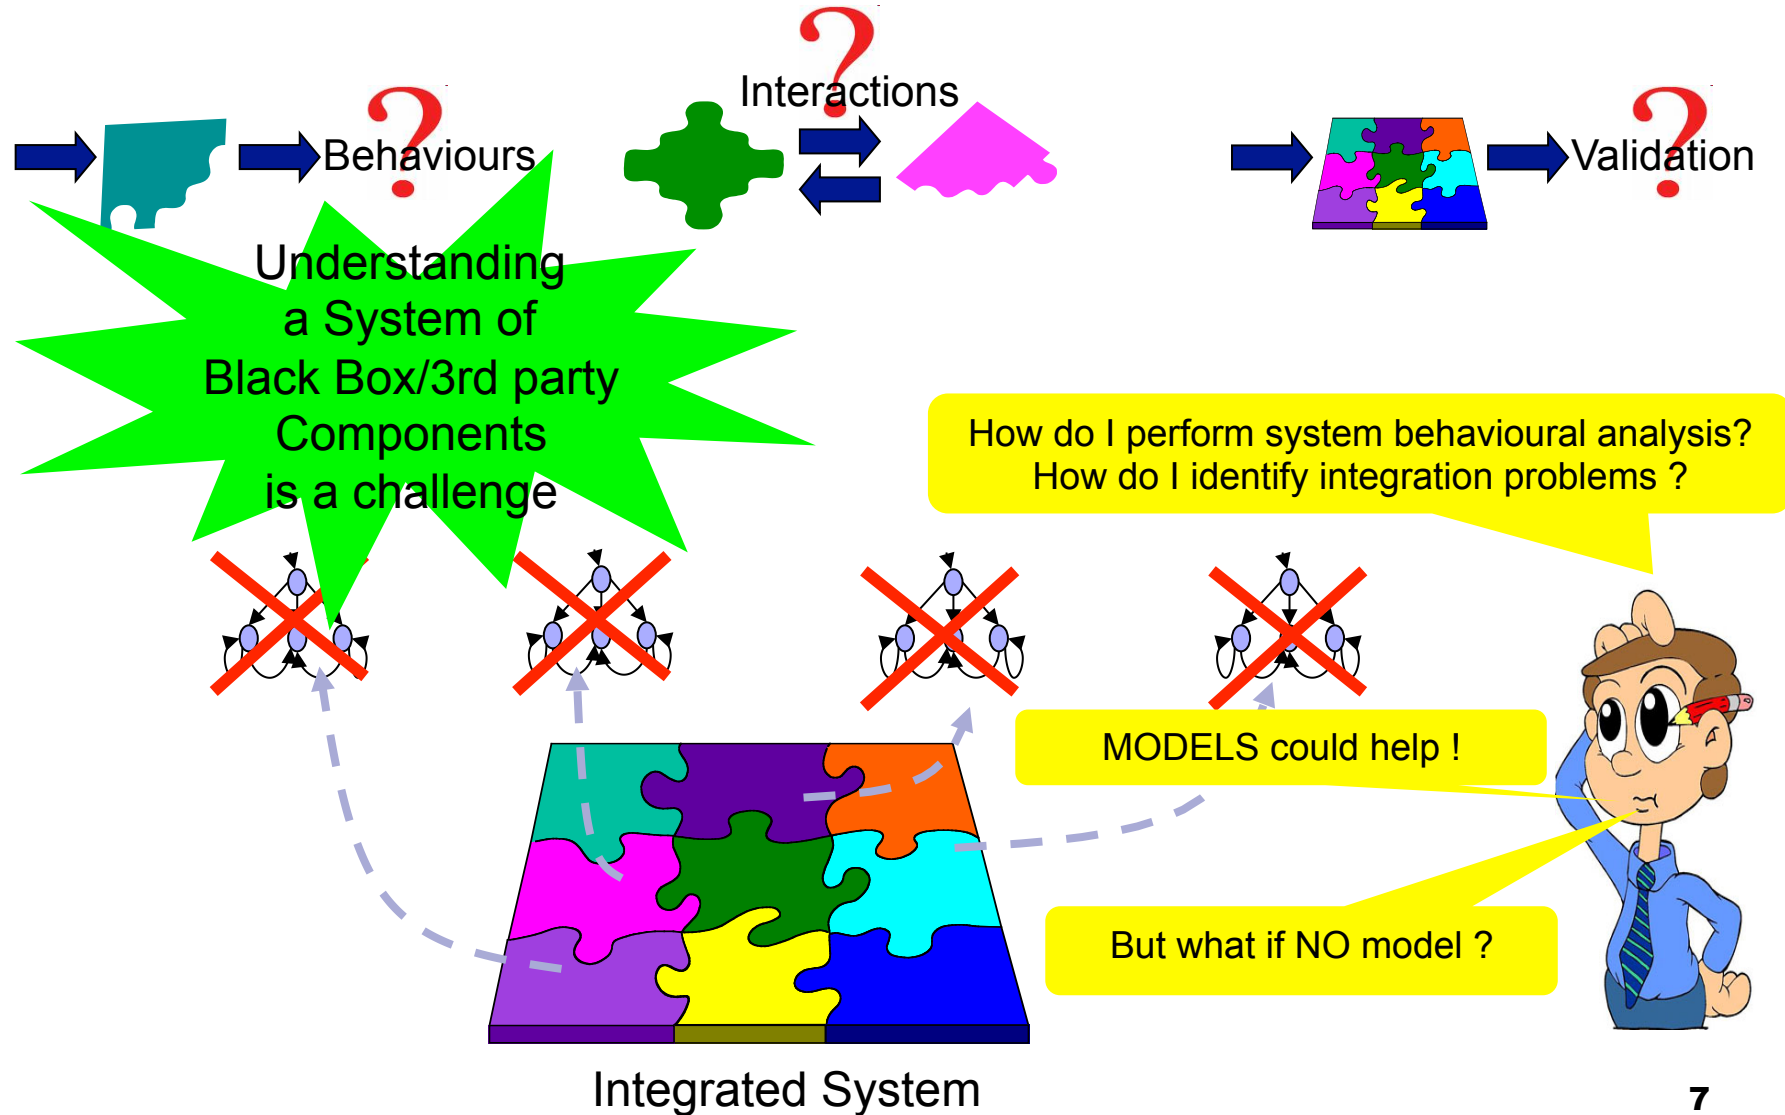 ?
Interactions
?
Behaviours
?
Validation
Understanding
a System of
Black Box/3rd party
Components
is a challenge
How do I perform system behavioural analysis?
How do I identify integration problems ?
MODELS could help !
But what if NO model ?
Integrated System
7